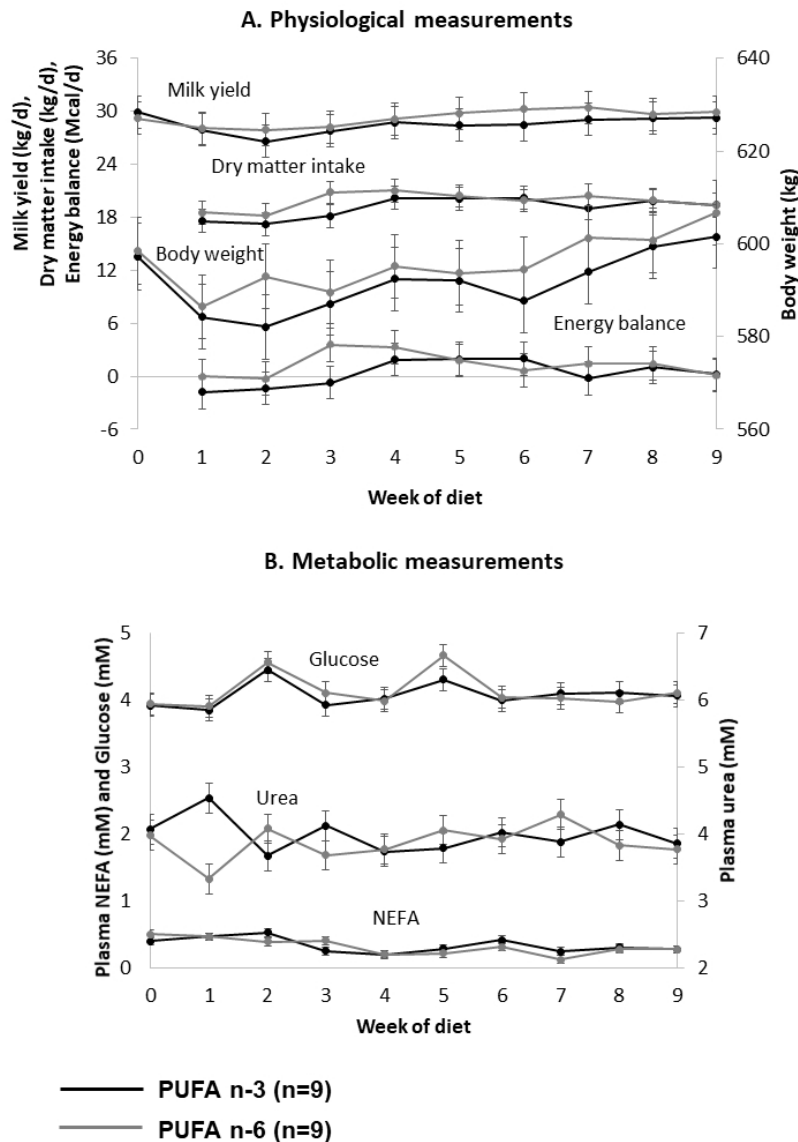 A. Physiological measurements
Milk yield (kg/d),
Dry matter intake (kg/d),
Energy balance (Mcal/d)
36
30
24
18
12
6
0
-6
Milk yield
Dry matter intake
Body weight
Energy balance
640
620
600
580
560
Body weight (kg)
0 1 2 3 4 5 6 7 8 9
Week of diet
B. Metabolic measurements
Plasma NEFA (mM) and Glucose (mM)
5
4
3
2
1
0
Glucose
Urea
NEFA
7
6
5
4
3
2
Plasma urea (mM)
0 1 2 3 4 5 6 7 8 9
Week of diet
PUFA n-3 (n=9)
PUFA n-6 (n=9)